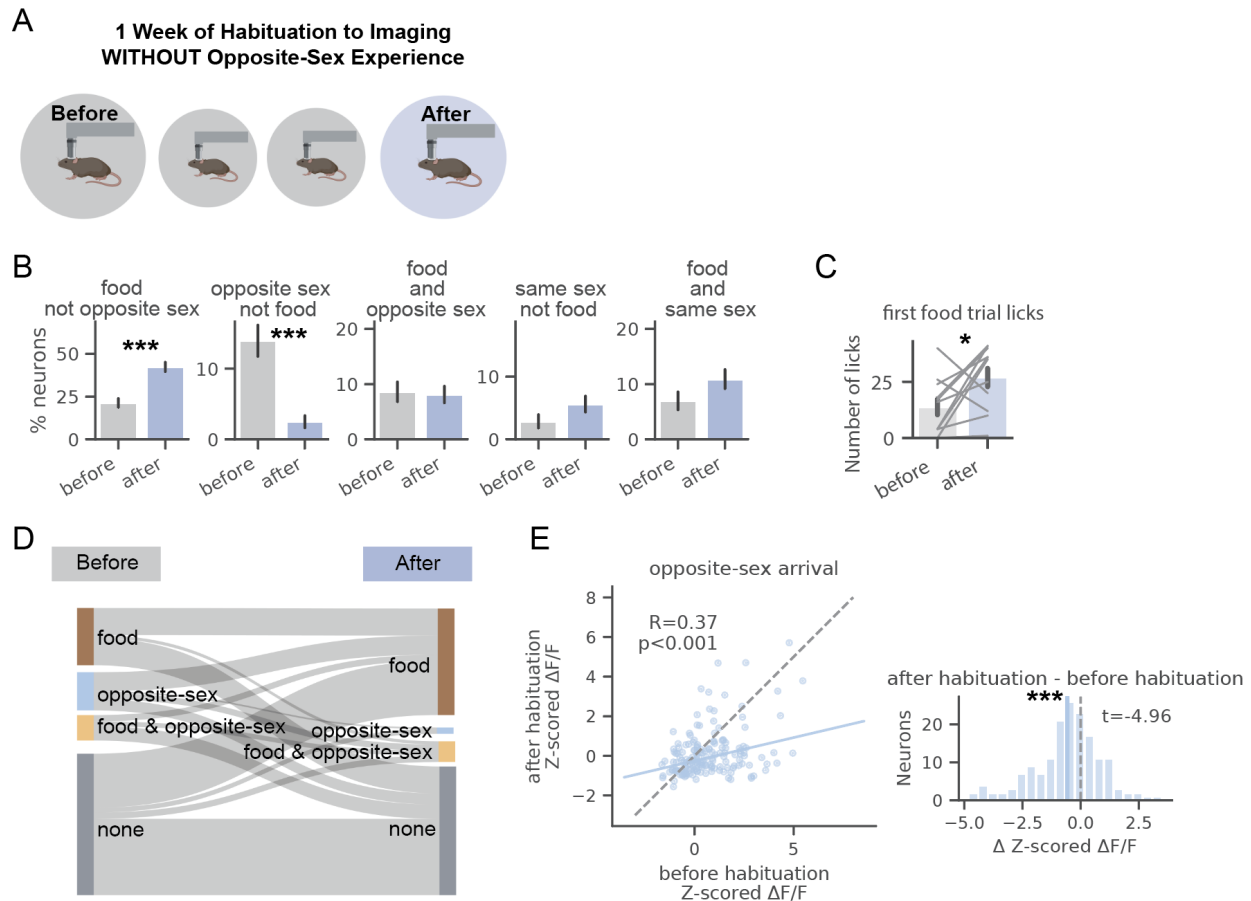 A
1 Week of Habituation to Imaging
WITHOUT Opposite-Sex Experience
Before
After
B
food
not opposite sex
opposite sex
not food
food
and
opposite sex
same sex
not food
food
and
same sex
% neurons
50
25
0
***
before
after
10
0
***
before
after
20
10
0
before
after
10
0
before
after
20
10
0
before
after
C
first food trial licks
*
Number of licks
25
0
before
after
D
Before
After
food
opposite-sex
food & opposite-sex
none
food
opposite-sex
food & opposite-sex
none
E
opposite-sex arrival
R=0.37
p<0.001
after habituation
Z-scored ΔF/F
8
6
4
2
0
−2
0
5
before habituation
Z-scored ΔF/F
after habituation - before habituation
***
t=-4.96
Neurons
20
10
0
−5.0
−2.5
0.0
2.5
Δ Z-scored ΔF/F